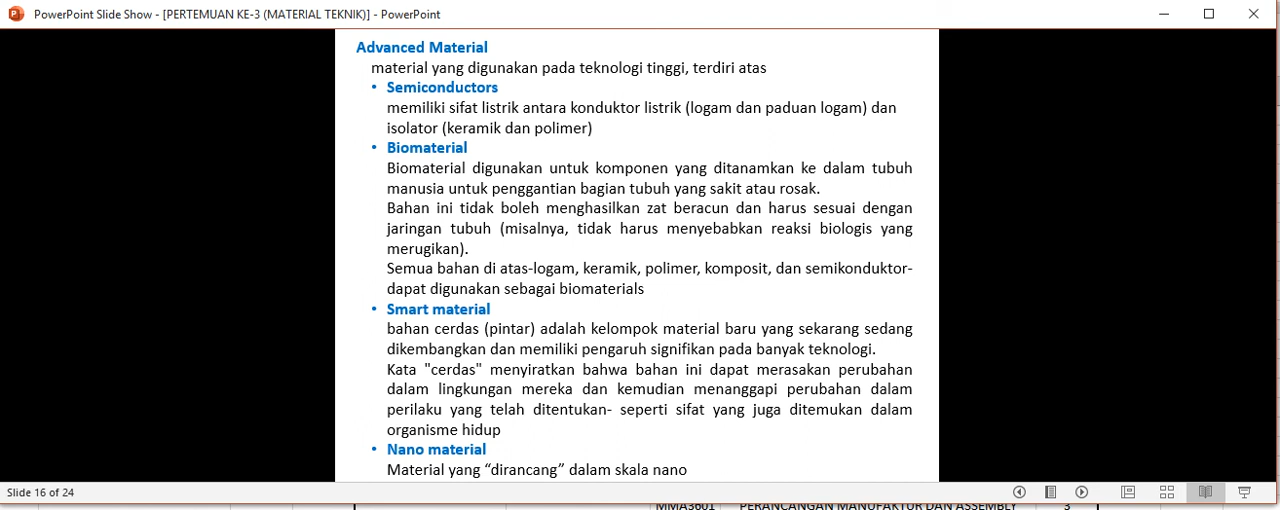 PowerPoint Slide Show - [PERTEMUAN KE-3 (MATERIAL TEKNIK)] - PowerPoint
Advanced Material
material yang digunakan pada teknologi tinggi, terdiri atas
• Semiconductors
memiliki sifat listrik antara konduktor listrik (logam dan paduan logam) dan
isolator (keramik dan polimer)
• Biomaterial
Biomaterial digunakan untuk komponen yang ditanamkan ke dalam tubuh
manusia untuk penggantian bagian tubuh yang sakit atau rosak.
Bahan ini tidak boleh menghasilkan zat beracun dan harus sesuai dengan
jaringan tubuh (misalnya, tidak harus menyebabkan reaksi biologis yang
merugikan).
Semua bahan di atas-logam, keramik, polimer, komposit, dan semikonduktor-
dapat digunakan sebagai biomaterials
• Smart material
bahan cerdas (pintar) adalah kelompok material baru yang sekarang sedang
dikembangkan dan memiliki pengaruh signifikan pada banyak teknologi.
Kata "cerdas" menyiratkan bahwa bahan ini dapat merasakan perubahan
dalam lingkungan mereka dan kemudian menanggapi perubahan dalam
perilaku yang telah ditentukan- seperti sifat yang juga ditemukan dalam
organisme hidup
• Nano material
Material yang “dirancang” dalam skala nano
Slide 16 of 24
MMA3601 PERANCANGAN MANUFAKTUR DAN ASSEMBLY 3